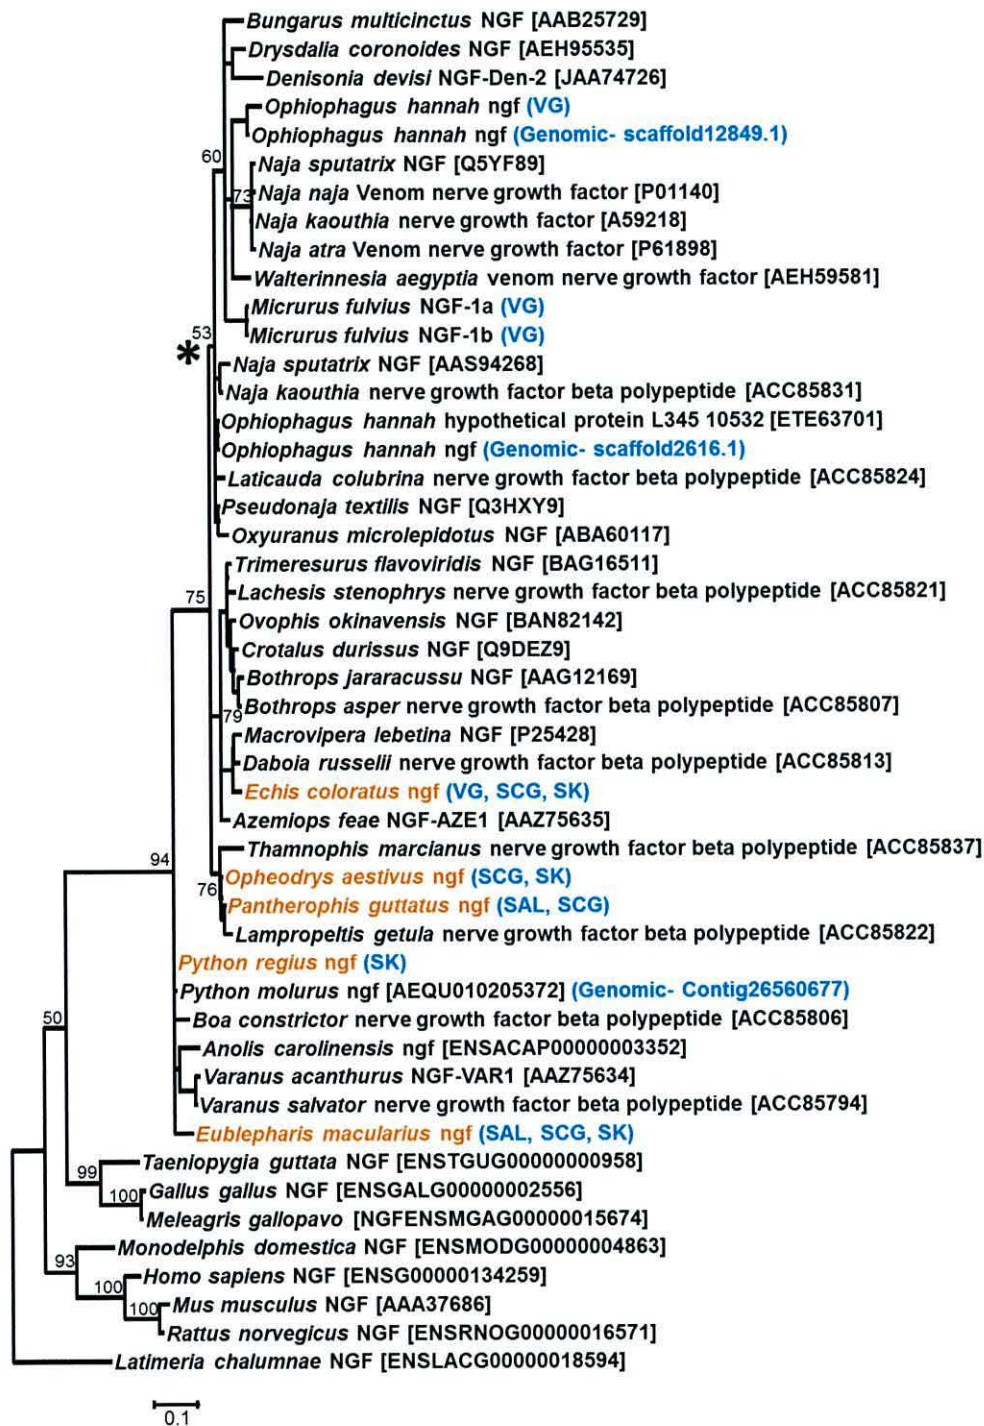 Bungarus multicinctus NGF [AAB25729]
Drysdalia coronoides NGF [AEH95535]
Denisonia devisi NGF-Den-2 [JAA74726]
Ophiophagus hannah ngf (VG)
Ophiophagus hannah ngf (Genomic- scaffold12849.1)
60
Naja sputatrix NGF [Q5YF89]
73
Naja naja Venom nerve growth factor [P01140]
Naja kaouthia nerve growth factor [A59218]
Naja atra Venom nerve growth factor [P61898]
Walterinnesia aegyptia venom nerve growth factor [AEH59581]
Micrurus fulvius NGF-1a (VG)
Micrurus fulvius NGF-1b (VG)
53
*
Naja sputatrix NGF [AAS94268]
Naja kaouthia nerve growth factor beta polypeptide [ACC85831]
Ophiophagus hannah hypothetical protein L345 10532 [ETE63701]
Ophiophagus hannah ngf (Genomic- scaffold2616.1)
Laticauda colubrina nerve growth factor beta polypeptide [ACC85824]
Pseudonaja textilis NGF [Q3HXY9]
Oxyuranus microlepidotus NGF [ABA60117]
Trimeresurus flavoviridis NGF [BAG16511]
75
Lachesis stenophrys nerve growth factor beta polypeptide [ACC85821]
Ovophis okinavensis NGF [BAN82142]
Crotalus durissus NGF [Q9DEZ9]
Bothrops jararacussu NGF [AAG12169]
Bothrops asper nerve growth factor beta polypeptide [ACC85807]
79
Macrovipera lebetina NGF [P25428]
Daboia russelii nerve growth factor beta polypeptide [ACC85813]
Echis coloratus ngf (VG, SCG, SK)
Azemiops feae NGF-AZE1 [AAZ75635]
Thamnophis marcianus nerve growth factor beta polypeptide [ACC85837]
94
Opheodrys aestivus ngf (SCG, SK)
76
Pantherophis guttatus ngf (SAL, SCG)
Lampropeltis getula nerve growth factor beta polypeptide [ACC85822]
Python regius ngf (SK)
Python molurus ngf [AEQU010205372] (Genomic- Contig26560677)
50
Boa constrictor nerve growth factor beta polypeptide [ACC85806]
Anolis carolinensis ngf [ENSACAP00000003352]
Varanus acanthurus NGF-VAR1 [AAZ75634]
Varanus salvator nerve growth factor beta polypeptide [ACC85794]
Eublepharis macularius ngf (SAL, SCG, SK)
Taeniopygia guttata NGF [ENSTGUG00000000958]
99
Gallus gallus NGF [ENSGALG00000002556]
100
Meleagris gallopavo [NGFENSMGAG00000015674]
Monodelphis domestica NGF [ENSMODG00000004863]
93
Homo sapiens NGF [ENSG00000134259]
100
Mus musculus NGF [AAA37686]
100
Rattus norvegicus NGF [ENSRNOG00000016571]
Latimeria chalumnae NGF [ENSLACG00000018594]
0.1